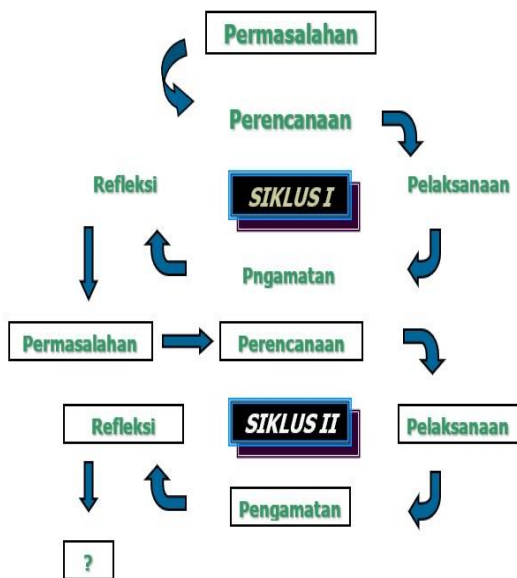 Permasalahan
Perencanaan
Refleksi
SIKLUS I
Pelaksanaan
Pngamatan
Permasalahan
Perencanaan
Refleksi
SIKLUS II
Pelaksanaan
Pengamatan
?